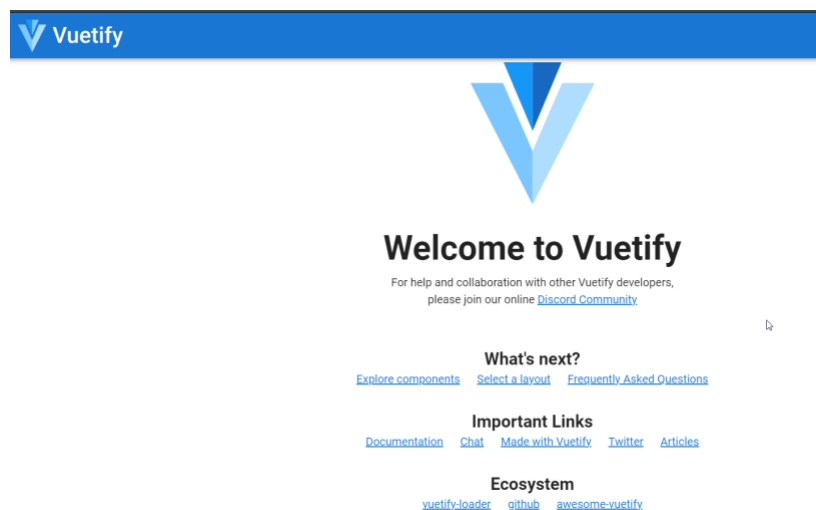 Vuetify
Welcome to Vuetify
For help and collaboration with other Vuetify developers,
please join our online Discord Community
What's next?
Explore components Select a layout Frequently Asked Questions
Important Links
Documentation Chat Made with Vuetify Twitter Articles
Ecosystem
vuetify-loader github awesome-vuetify